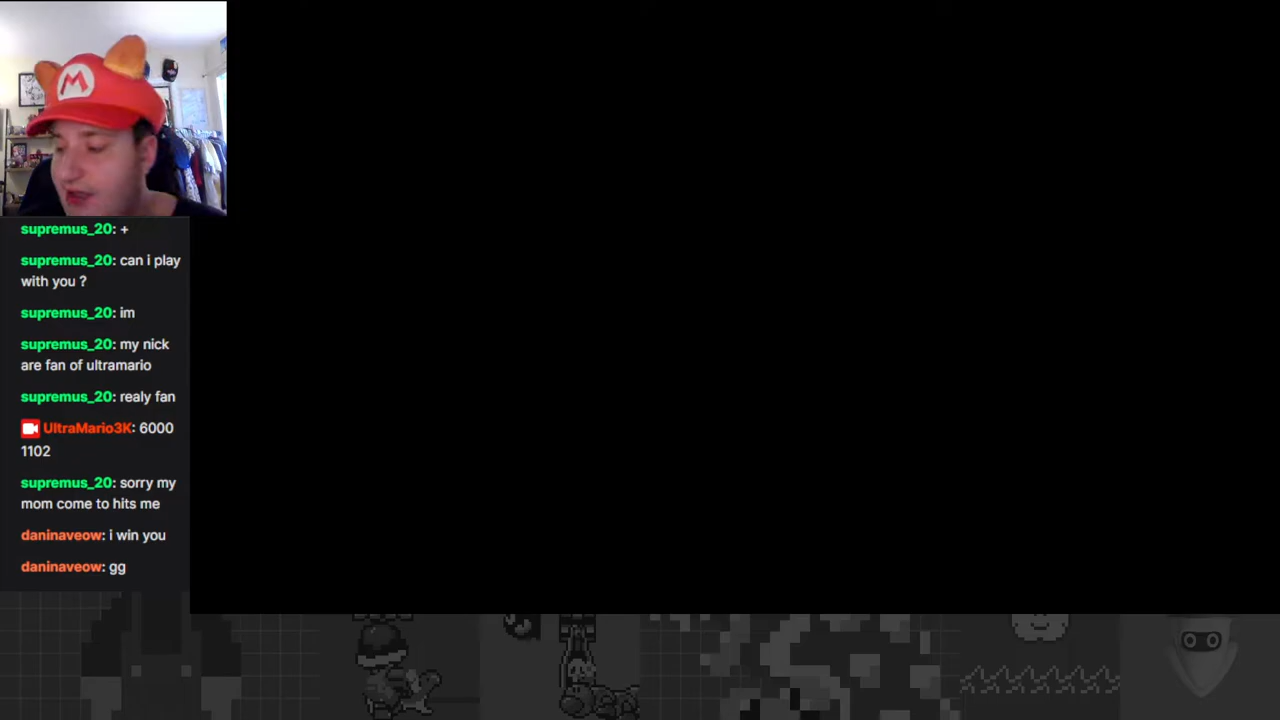 M
supremus_20: +
supremus_20: can i play
with you ?
supremus_20: im
supremus_20: my nick
are fan of ultramario
supremus_20: realy fan
UltraMario3K: 6000
1102
supremus_20: sorry my
mom come to hits me
daninaveow: i win you
daninaveow: gg